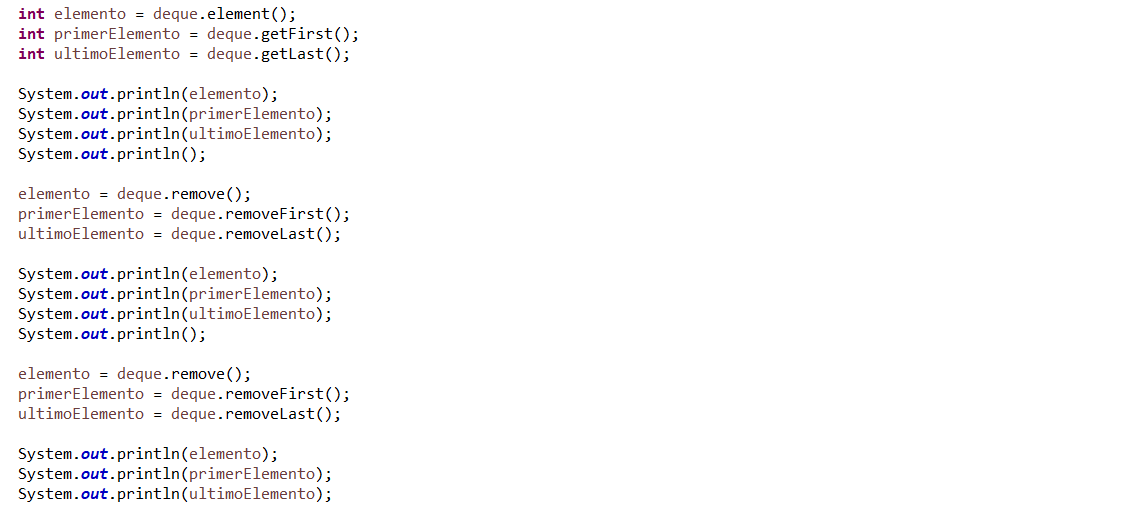 int elemento = deque.element();
int primerElemento = deque.getFirst();
int ultimoElemento = deque.getLast();

System.out.println(elemento);
System.out.println(primerElemento);
System.out.println(ultimoElemento);
System.out.println();

elemento = deque.remove();
primerElemento = deque.removeFirst();
ultimoElemento = deque.removeLast();

System.out.println(elemento);
System.out.println(primerElemento);
System.out.println(ultimoElemento);
System.out.println();

elemento = deque.remove();
primerElemento = deque.removeFirst();
ultimoElemento = deque.removeLast();

System.out.println(elemento);
System.out.println(primerElemento);
System.out.println(ultimoElemento);